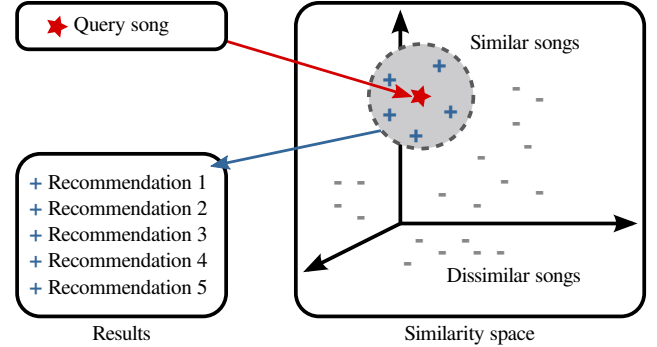 Query song
Similar songs
+ Recommendation 1
+ Recommendation 2
+ Recommendation 3
+ Recommendation 4
+ Recommendation 5
Dissimilar songs
Results
Similarity space